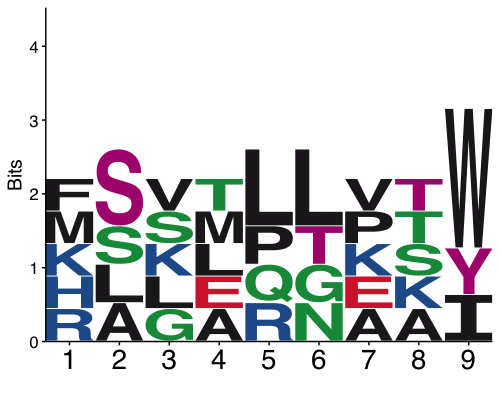 4
3
2
1
0
Bits
F V T V T
M S S M L L P T
K S K L P T K S W
H L L E Q G E K Y
R A G A R N A A I
1 2 3 4 5 6 7 8 9